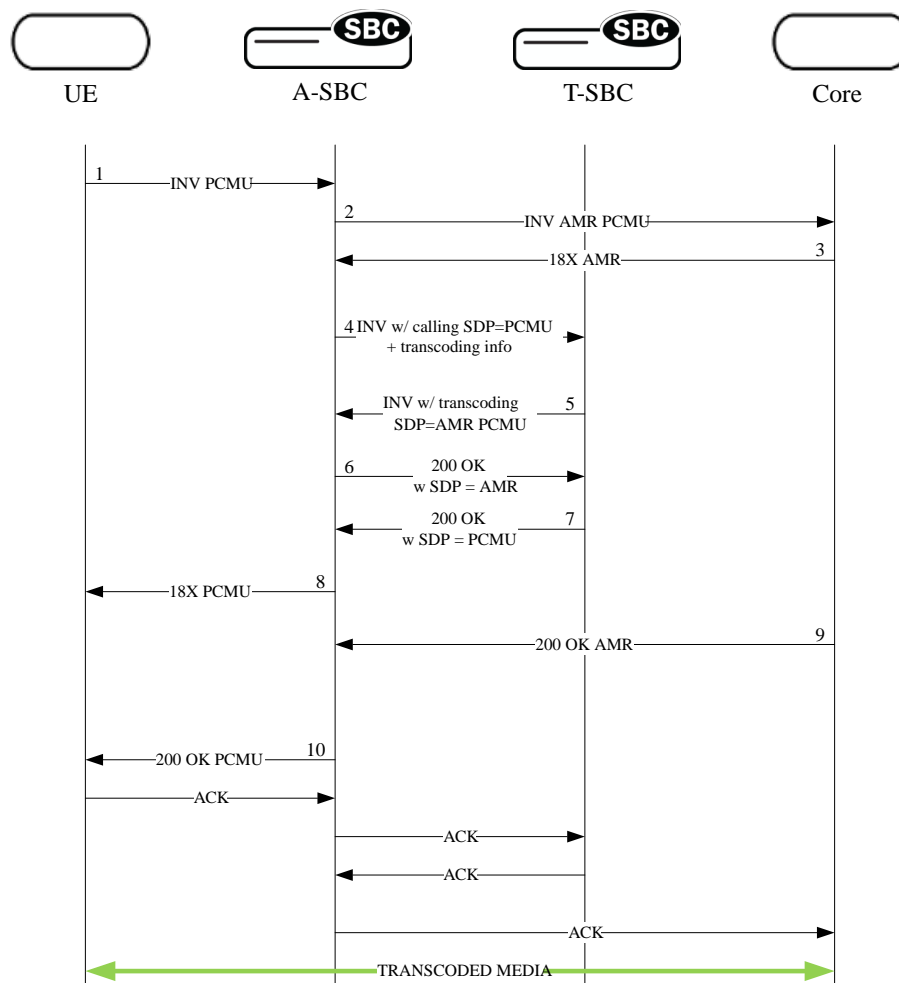 SBC
SBC
UE
A-SBC
T-SBC
Core
1
INV PCMU
2
INV AMR PCMU
3
18X AMR
4
INV w/ calling SDP=PCMU
+ transcoding info
INV w/ transcoding
5
SDP=AMR PCMU
6
200 OK
w SDP = AMR
200 OK
7
w SDP = PCMU
18X PCMU
8
200 OK AMR
9
200 OK PCMU
10
ACK
ACK
ACK
ACK
TRANSCODED MEDIA